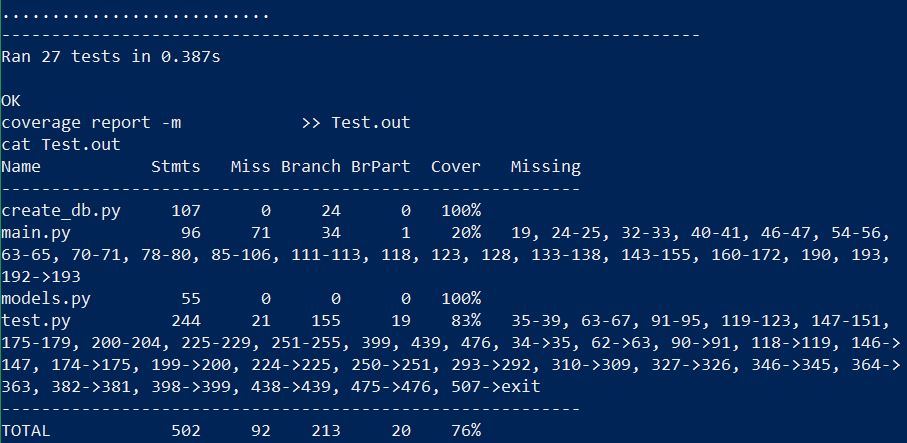 ...........................
----------------------------------------------------------------------
Ran 27 tests in 0.387s

OK
coverage report -m            >> Test.out
cat Test.out
Name           Stmts   Miss Branch BrPart  Cover   Missing
----------------------------------------------------------
create_db.py     107      0     24      0   100%
main.py           96     71     34      1    20%   19, 24-25, 32-33, 40-41, 46-47, 54-56,
63-65, 70-71, 78-80, 85-106, 111-113, 118, 123, 128, 133-138, 143-155, 160-172, 190, 193,
192->193
models.py         55      0      0      0   100%
test.py          244     21    155     19    83%   35-39, 63-67, 91-95, 119-123, 147-151,
175-179, 200-204, 225-229, 251-255, 399, 439, 476, 34->35, 62->63, 90->91, 118->119, 146->
147, 174->175, 199->200, 224->225, 250->251, 293->292, 310->309, 327->326, 346->345, 364->
363, 382->381, 398->399, 438->439, 475->476, 507->exit
----------------------------------------------------------
TOTAL            502     92    213     20    76%